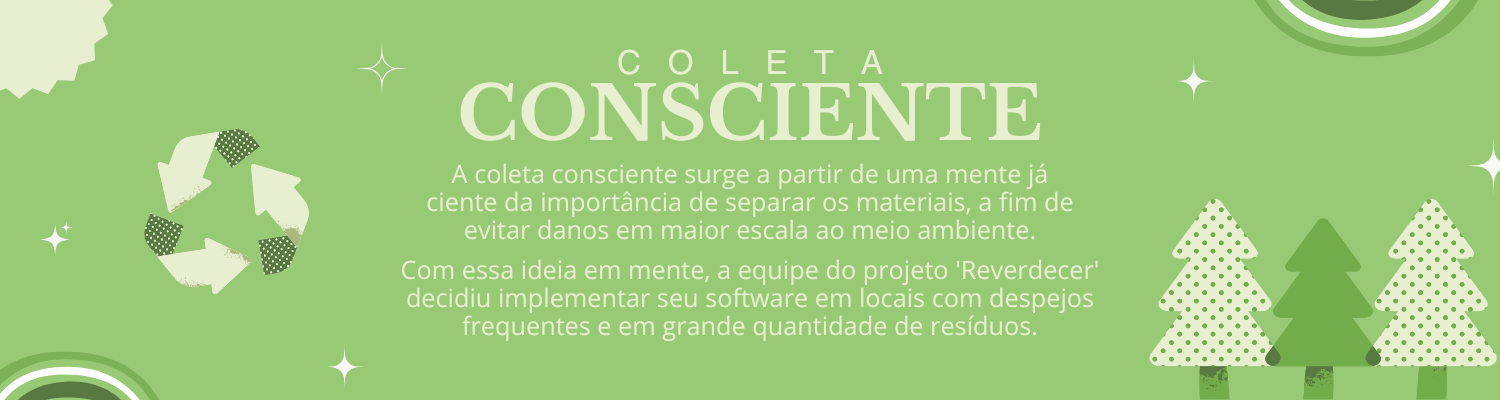 COLETA
CONSCIENTE
A coleta consciente surge a partir de uma mente já
ciente da importância de separar os materiais, a fim de
evitar danos em maior escala ao meio ambiente.
Com essa ideia em mente, a equipe do projeto 'Reverdecer'
decidiu implementar seu software em locais com despejos
frequentes e em grande quantidade de resíduos.